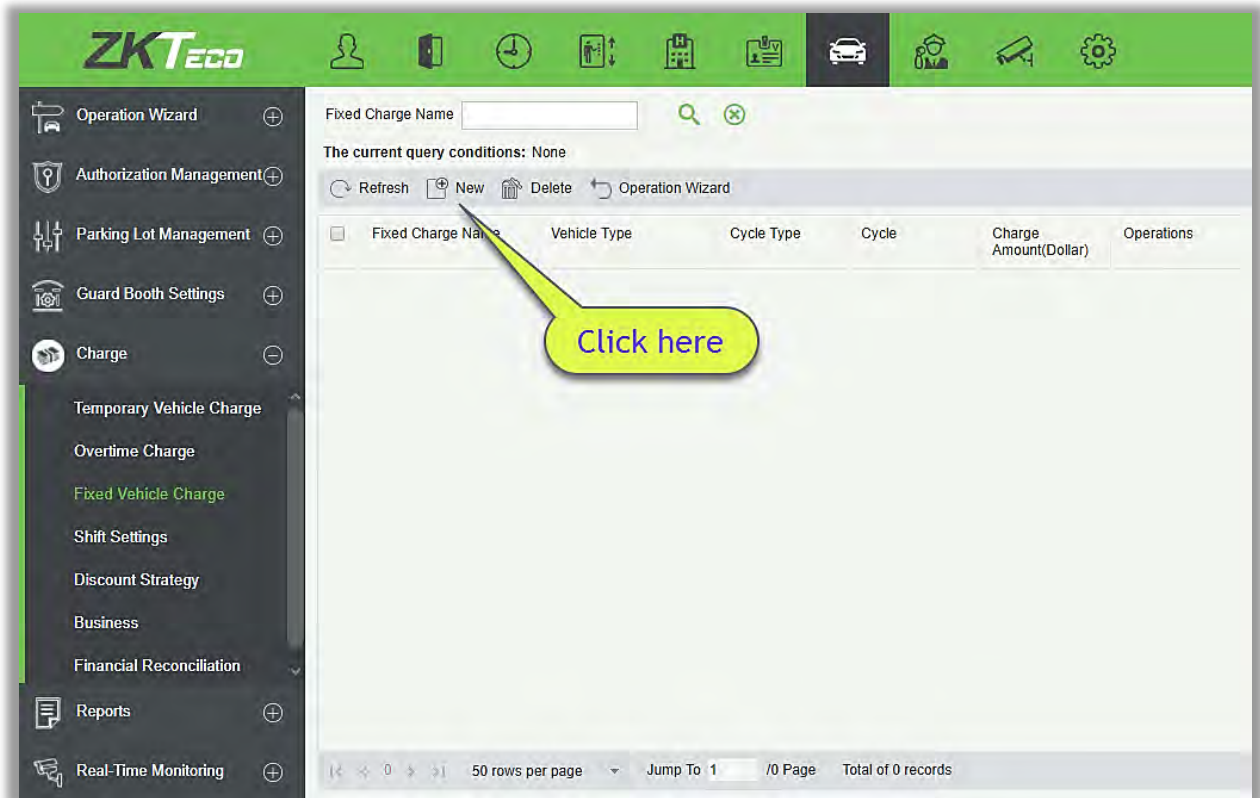 ZKTECO
Operation Wizard
Authorization Management
Parking Lot Management
Guard Booth Settings
Charge
Temporary Vehicle Charge
Overtime Charge
Fixed Vehicle Charge
Shift Settings
Discount Strategy
Business
Financial Reconciliation
Reports
Real-Time Monitoring
Fixed Charge Name
The current query conditions: None
Refresh New Delete Operation Wizard
Fixed Charge Name Vehicle Type Cycle Type Cycle Charge Amount(Dollar) Operations
Click here
0 50 rows per page Jump To 1 /0 Page Total of 0 records